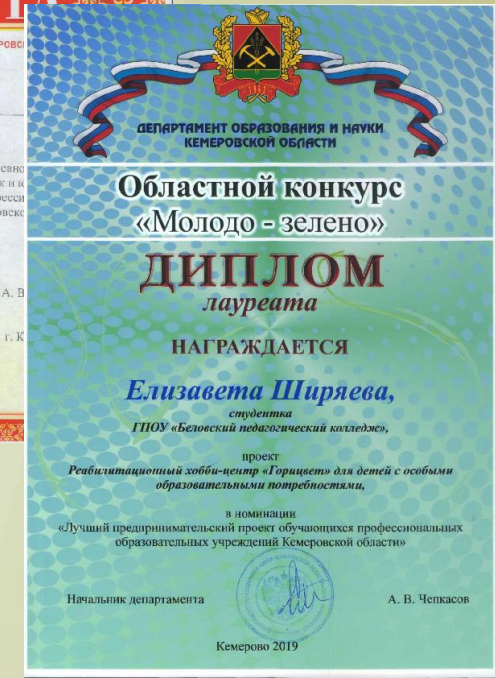 ДЕПАРТАМЕНТ ОБРАЗОВАНИЯ И НАУКИ
КЕМЕРОВСКОЙ ОБЛАСТИ
Областной конкурс
«Молодо - зелено»
ДИПЛОМ
лауреата
НАГРАЖДАЕТСЯ
Елизавета Ширяева,
студентка
ГПОУ «Беловский педагогический колледж»,
проект
Реабилитационный хобби-центр «Горицвет» для детей с особыми
образовательными потребностями,
в номинации
«Лучший предпринимательский проект обучающихся профессиональных
образовательных учреждений Кемеровской области»
Начальник департамента А. В. Чепкасов
Кемерово 2019